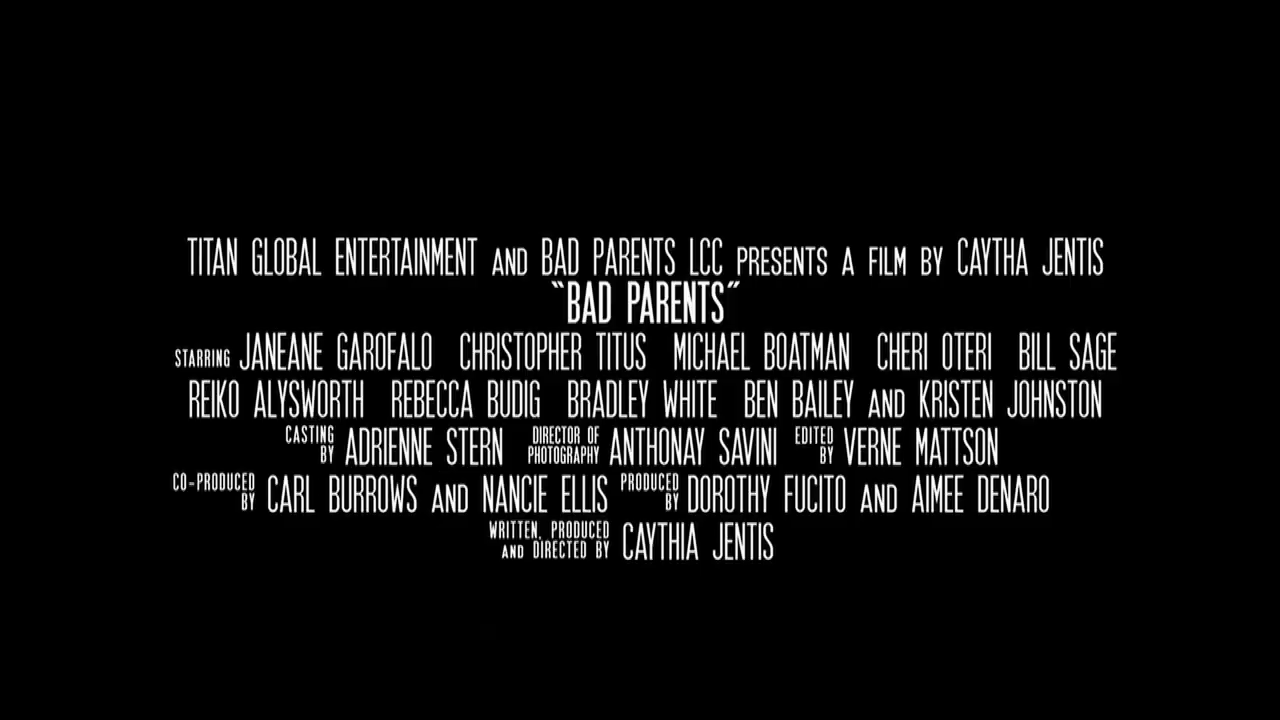 TITAN GLOBAL ENTERTAINMENT AND BAD PARENTS LCC PRESENTS A FILM BY CAYTHA JENTIS
"BAD PARENTS"
STARRING JANEANE GAROFALO CHRISTOPHER TITUS MICHAEL BOATMAN CHERI OTERI BILL SAGE
REIKO ALYSWORTH REBECCA BUDIG BRADLEY WHITE BEN BAILEY AND KRISTEN JOHNSTON
CASTING BY ADRIENNE STERN DIRECTOR OF PHOTOGRAPHY ANTHONAY SAVINI EDITED BY VERNE MATTSON
CO-PRODUCED BY CARL BURROWS AND NANCIE ELLIS PRODUCED BY DOROTHY FUCITO AND AIMEE DENARO
WRITTEN, PRODUCED AND DIRECTED BY CAYTHIA JENTIS